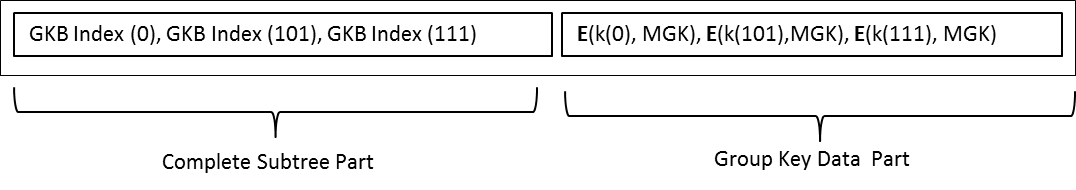 GKB Index (0), GKB Index (101), GKB Index (111)
E(k(0), MGK), E(k(101),MGK), E(k(111), MGK)
Complete Subtree Part
Group Key Data Part